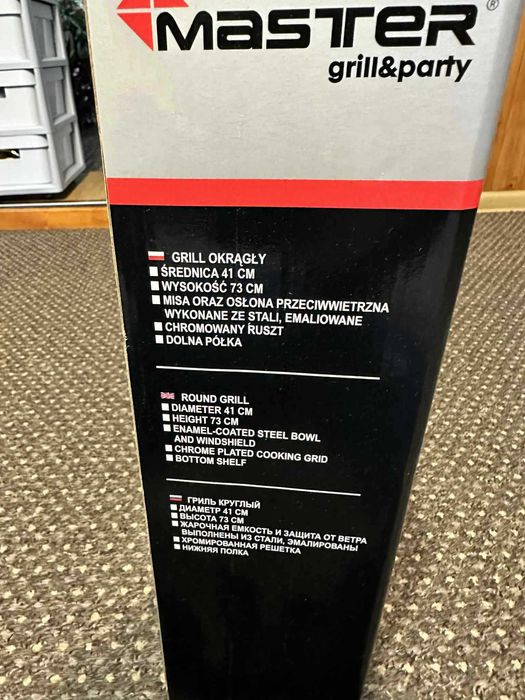 MASTER®
grill&party
GRILL OKRĄGŁY
ŚREDNICA 41 CM
WYSOKOŚĆ 73 CM
MISA ORAZ OSŁONA PRZECIWWIETRZNA
WYKONANE ZE STALI, EMALIOWANE
CHROMOWANY RUSZT
DOLNA PÓŁKA
ROUND GRILL
DIAMETER 41 CM
HEIGHT 73 CM
ENAMEL-COATED STEEL BOWL
AND WINDSHIELD
CHROME PLATED COOKING GRID
BOTTOM SHELF
ГРИЛЬ КРУГЛЫЙ
ДИАМЕТР 41 СМ
ВЫСОТА 73 СМ
ЖАРОЧНАЯ ЕМКОСТЬ И ЗАЩИТА ОТ ВЕТРА
ВЫПОЛНЕНЫ ИЗ СТАЛИ, ЭМАЛИРОВАНЫ
ХРОМИРОВАННАЯ РЕШЕТКА
НИЖНЯЯ ПОЛКА